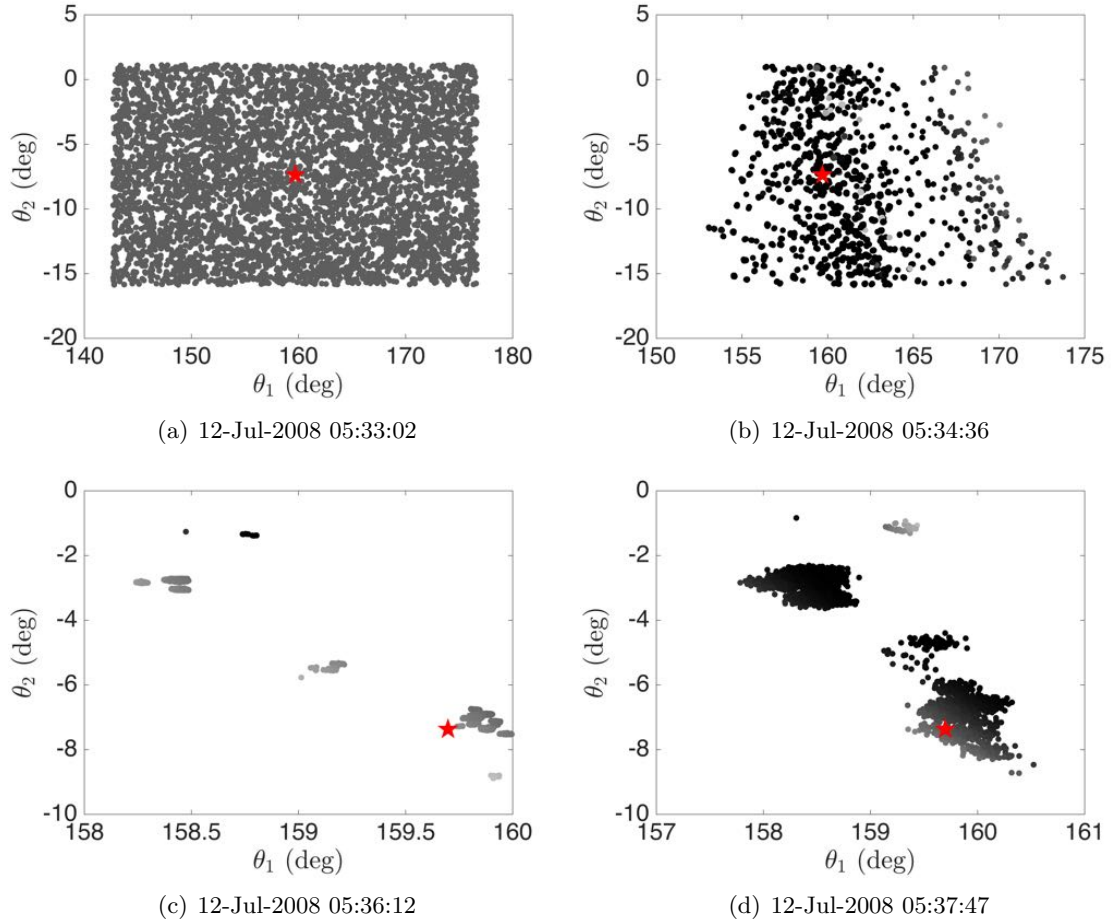 5
0
-5
-10
-15
-20
140 150 160 170 180
θ₂ (deg)
θ₁ (deg)
(a) 12-Jul-2008 05:33:02
5
0
-5
-10
-15
-20
150 155 160 165 170 175
θ₂ (deg)
θ₁ (deg)
(b) 12-Jul-2008 05:34:36
0
-2
-4
-6
-8
-10
158 158.5 159 159.5 160
θ₂ (deg)
θ₁ (deg)
(c) 12-Jul-2008 05:36:12
0
-2
-4
-6
-8
-10
157 158 159 160 161
θ₂ (deg)
θ₁ (deg)
(d) 12-Jul-2008 05:37:47